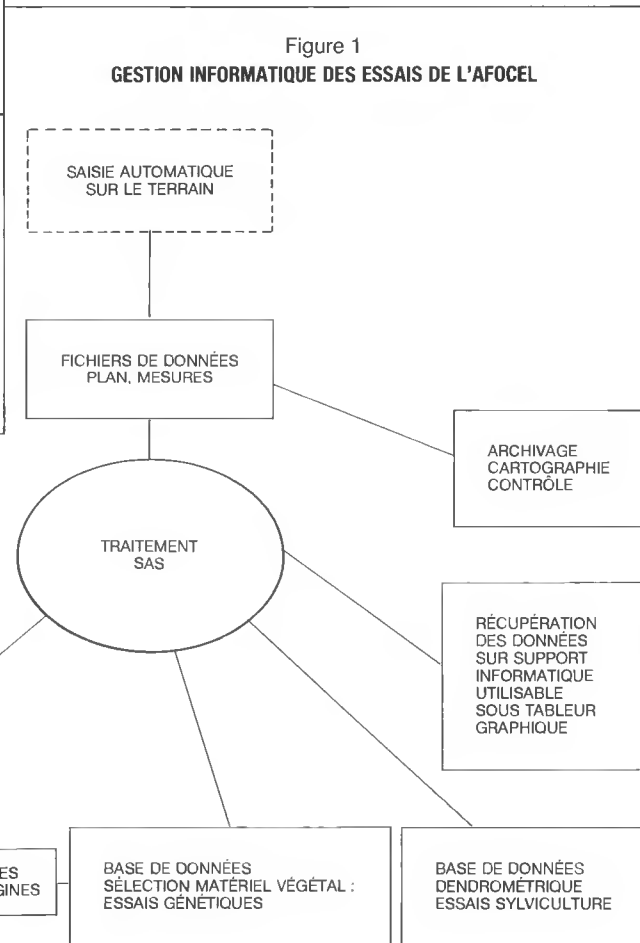 Figure 1
GESTION INFORMATIQUE DES ESSAIS DE L'AFOCEL
SAISIE AUTOMATIQUE
SUR LE TERRAIN
FICHIERS DE DONNÉES
PLAN, MESURES
ARCHIVAGE
CARTOGRAPHIE
CONTRÔLE
TRAITEMENT
SAS
RÉCUPÉRATION
DES DONNÉES
SUR SUPPORT
INFORMATIQUE
UTILISABLE
SOUS TABLEUR
GRAPHIQUE
BASE DE DONNÉES
SÉLECTION MATÉRIEL VÉGÉTAL :
ESSAIS GÉNÉTIQUES
BASE DE DONNÉES
DENDROMÉTRIQUE
ESSAIS SYLVICULTURE